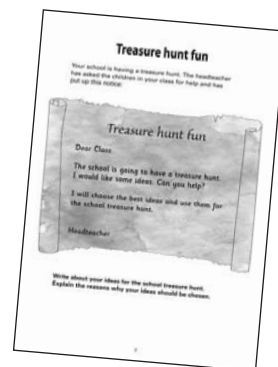 Treasure hunt fun
Your school is having a treasure hunt. The headteacher
has asked the children in your class for help and has
put up this notice:
Treasure hunt fun
Dear Class
The school is going to have a treasure hunt.
I would like some ideas. Can you help?
I will choose the best ideas and use them for
the school treasure hunt.
Headteacher
Write about your ideas for the school treasure hunt.
Explain the reasons why your ideas should be chosen.